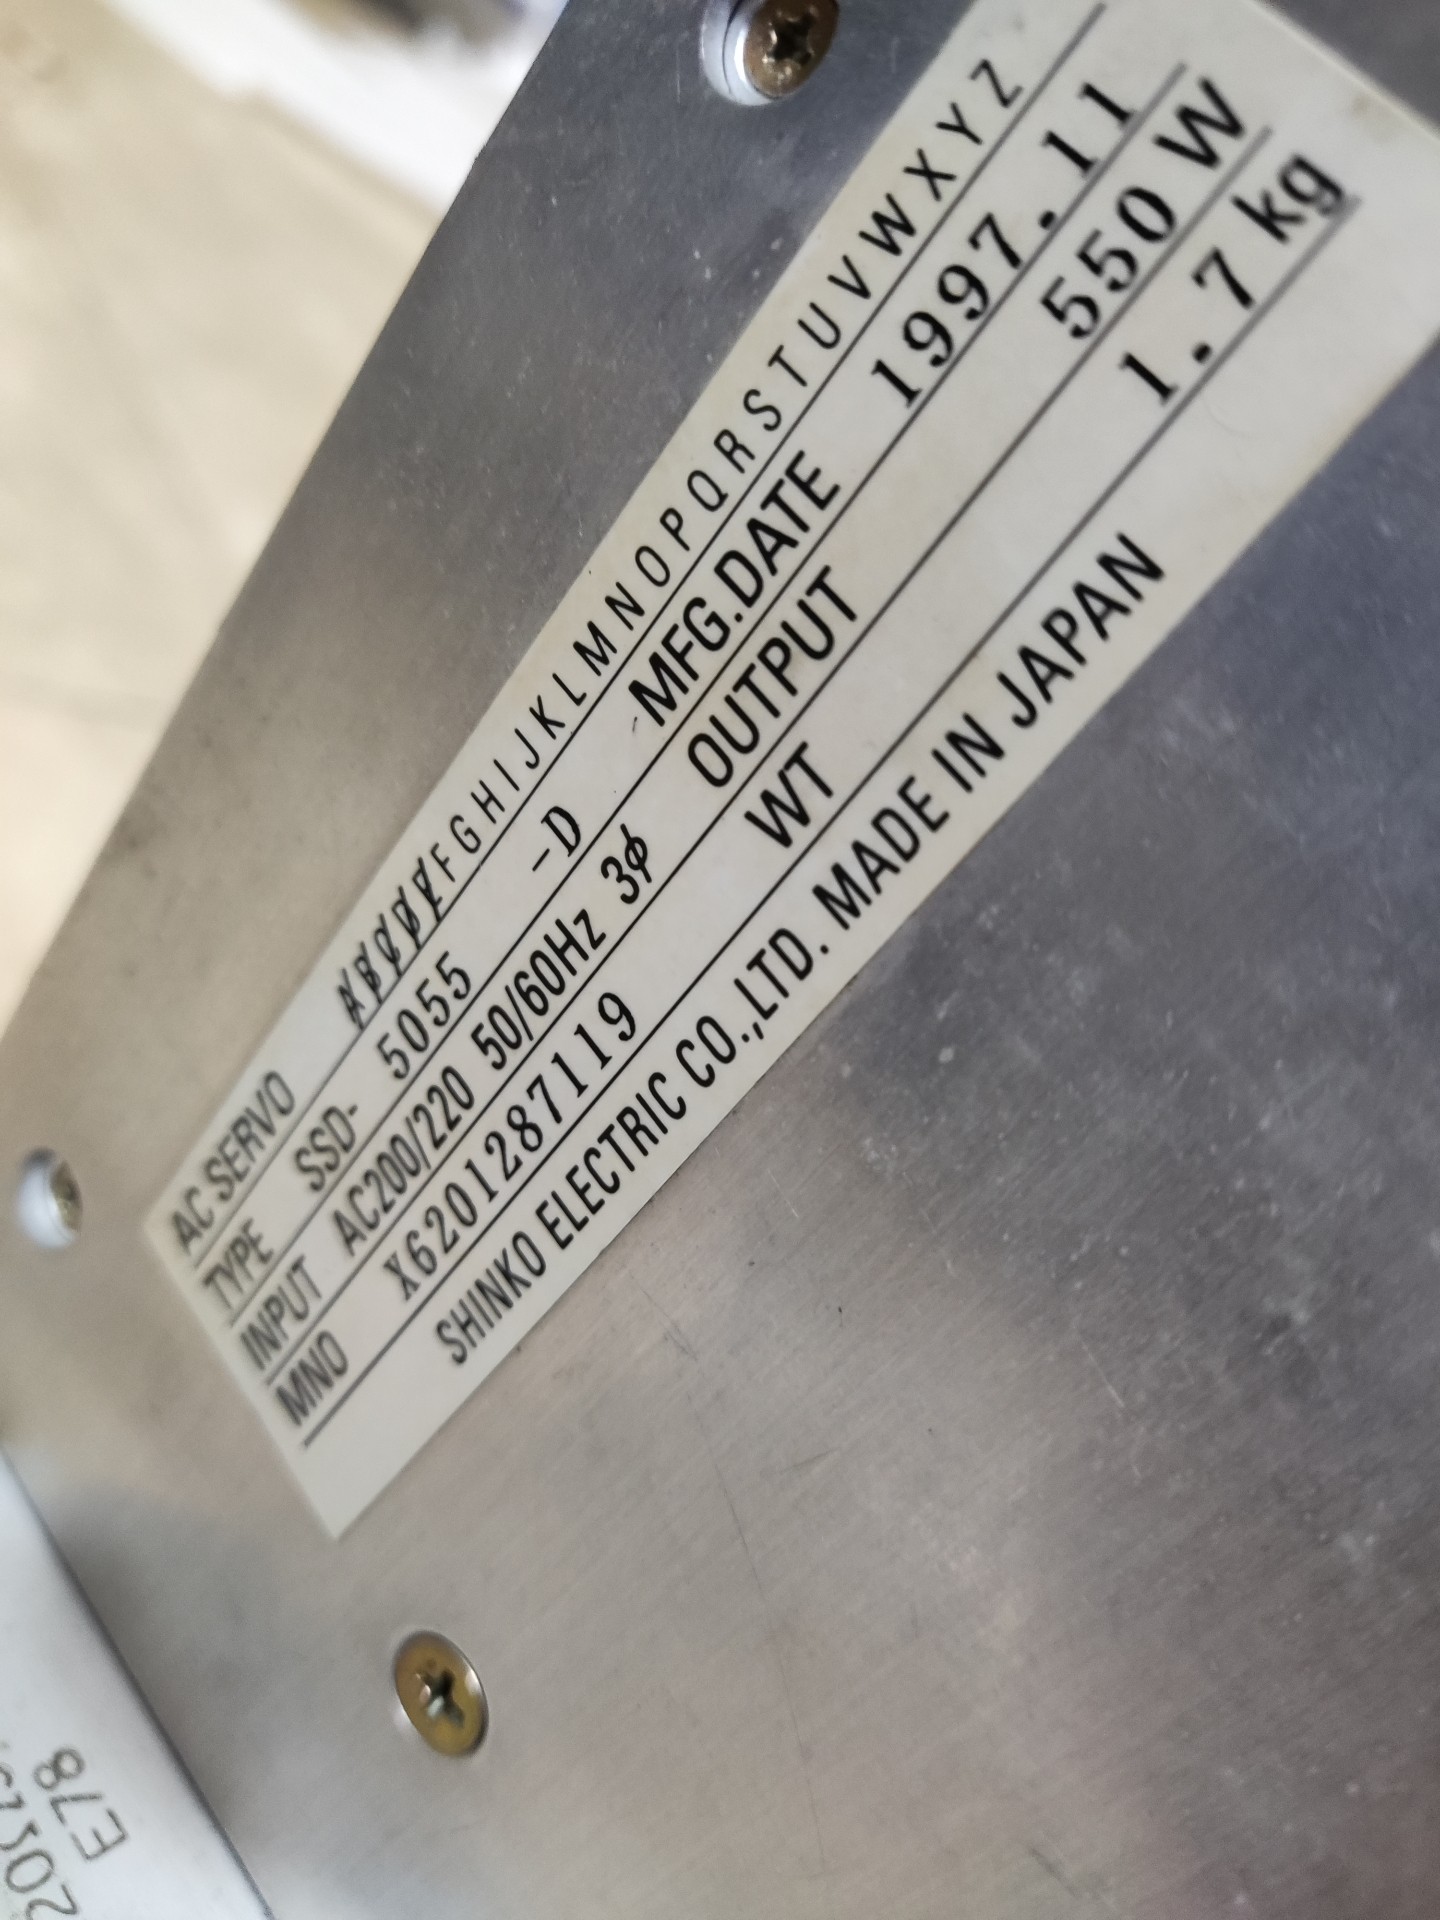 AC SERVO ABCDEFGHIJKLMNOPQRSTUVWXYZ
TYPE SSD- 5055 -D MFG.DATE 1997.11
INPUT AC200/220 50/60Hz 3ϕ OUTPUT 550 W
MNO X6201287119 WT 1.7 kg
SHINKO ELECTRIC CO.,LTD. MADE IN JAPAN
E78